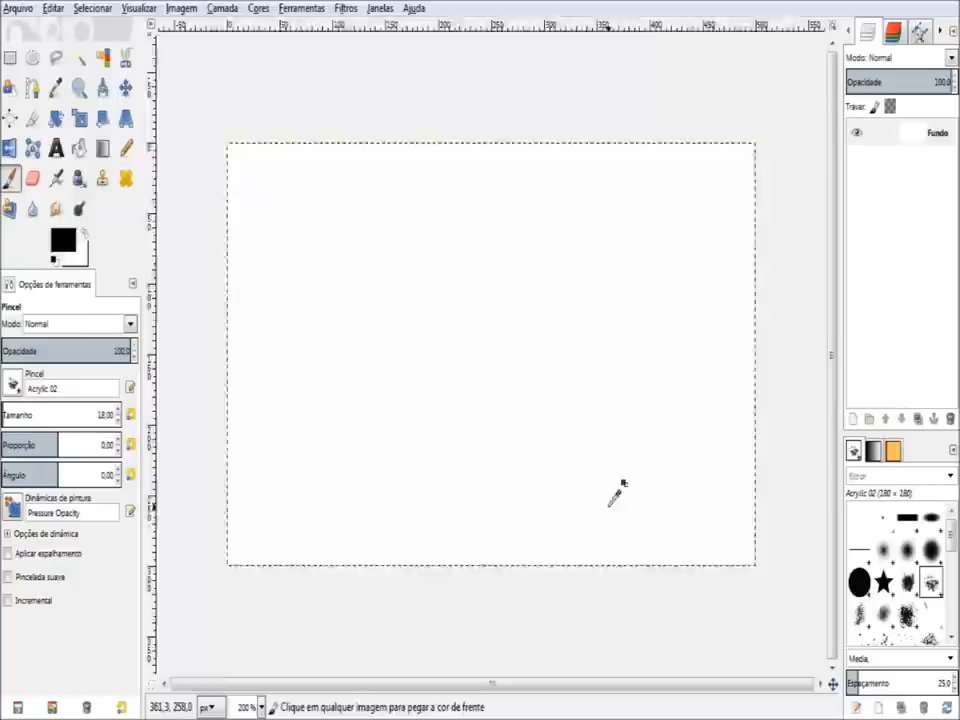 Arquivo Editar Selecionar Visualizar Imagem Camada Cores Ferramentas Filtros Janelas Ajuda
Modo: Normal
Opacidade 100,0
Travar:
Fundo
Opções de ferramentas
Pincel
Modo: Normal
Opacidade 100,0
Pincel
Acrylic 02
Tamanho 18,00
Proporção 0,00
Ângulo 0,00
Dinâmicas de pintura
Pressure Opacity
Opções de dinâmica
Aplicar espalhamento
Pincelada suave
Incremental
filtrar
Acrylic 02 (180 × 180)
Media,
Espaçamento 25,0
361,3, 258,0 px 200 % Clique em qualquer imagem para pegar a cor de frente